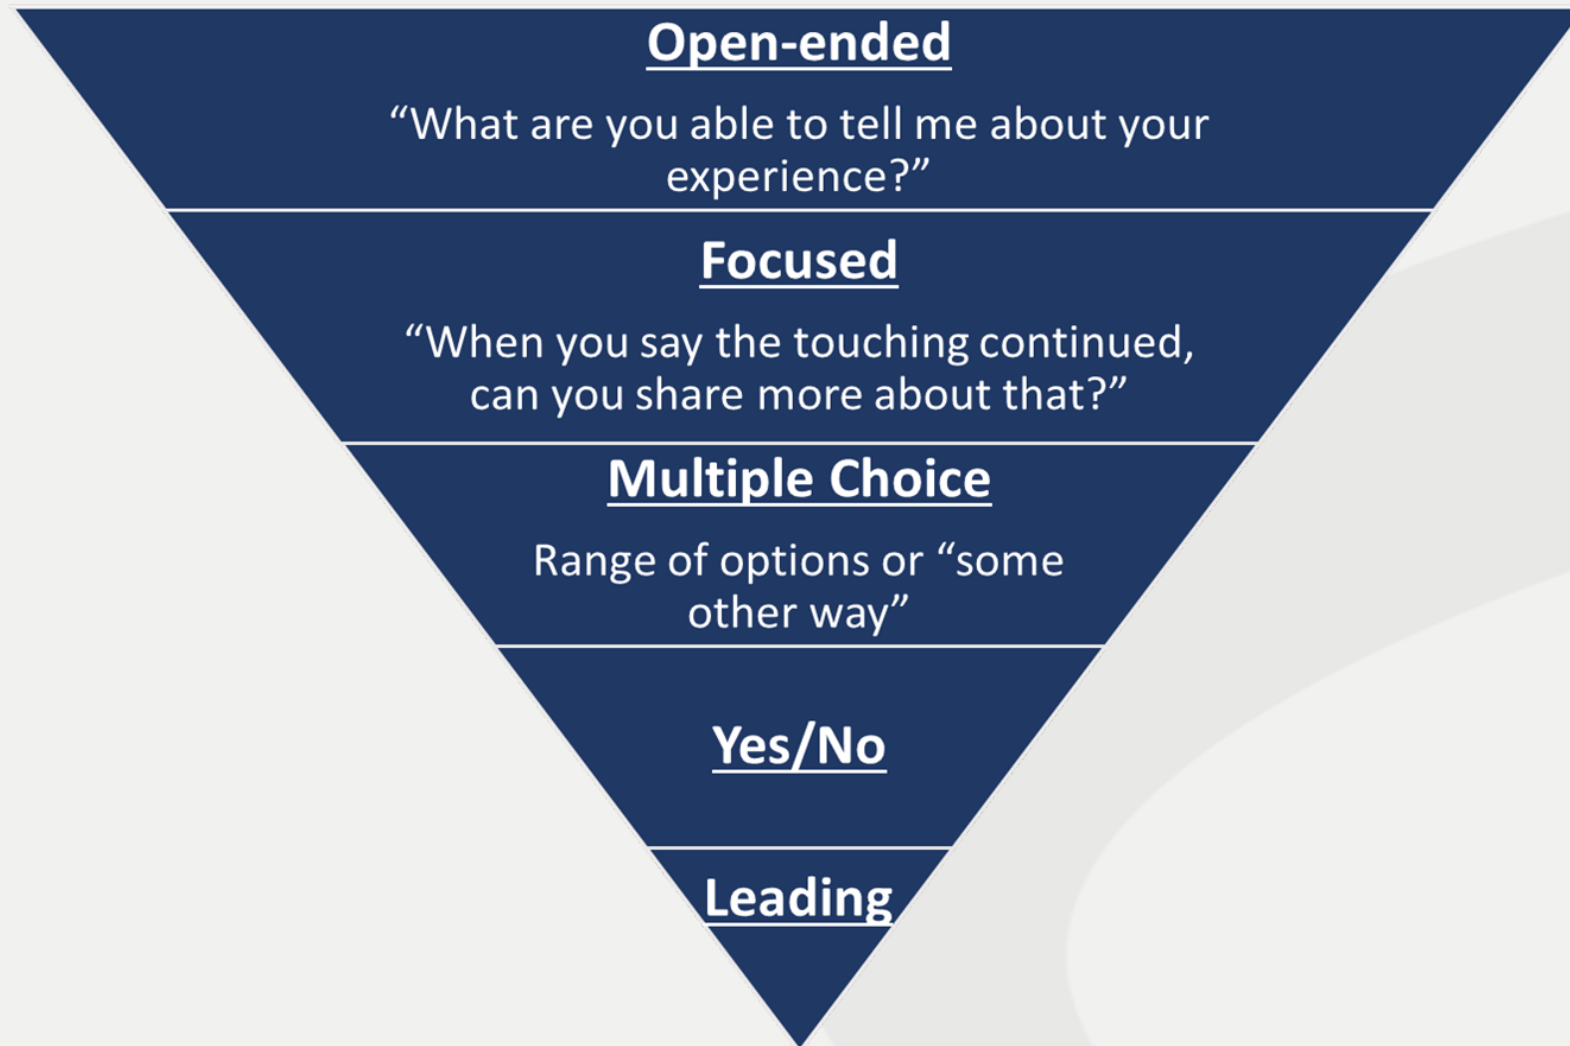 Open-ended
“What are you able to tell me about your
experience?”
Focused
“When you say the touching continued,
can you share more about that?”
Multiple Choice
Range of options or “some
other way”
Yes/No
Leading